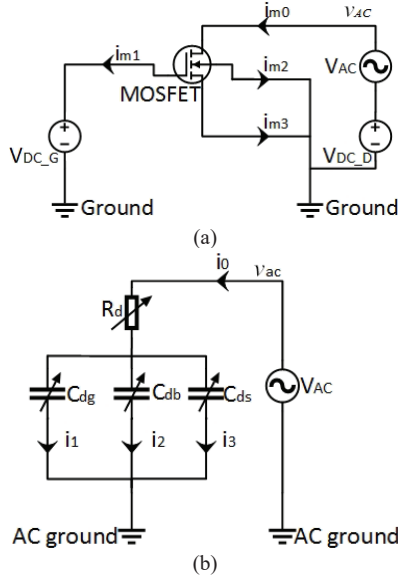 im0
vAC
im1
im2
VAC
MOSFET
im3
VDC_G
VDC_D
Ground
Ground
(a)
i0
vac
Rd
VAC
Cdg
Cdb
Cds
i1
i2
i3
AC ground
AC ground
(b)